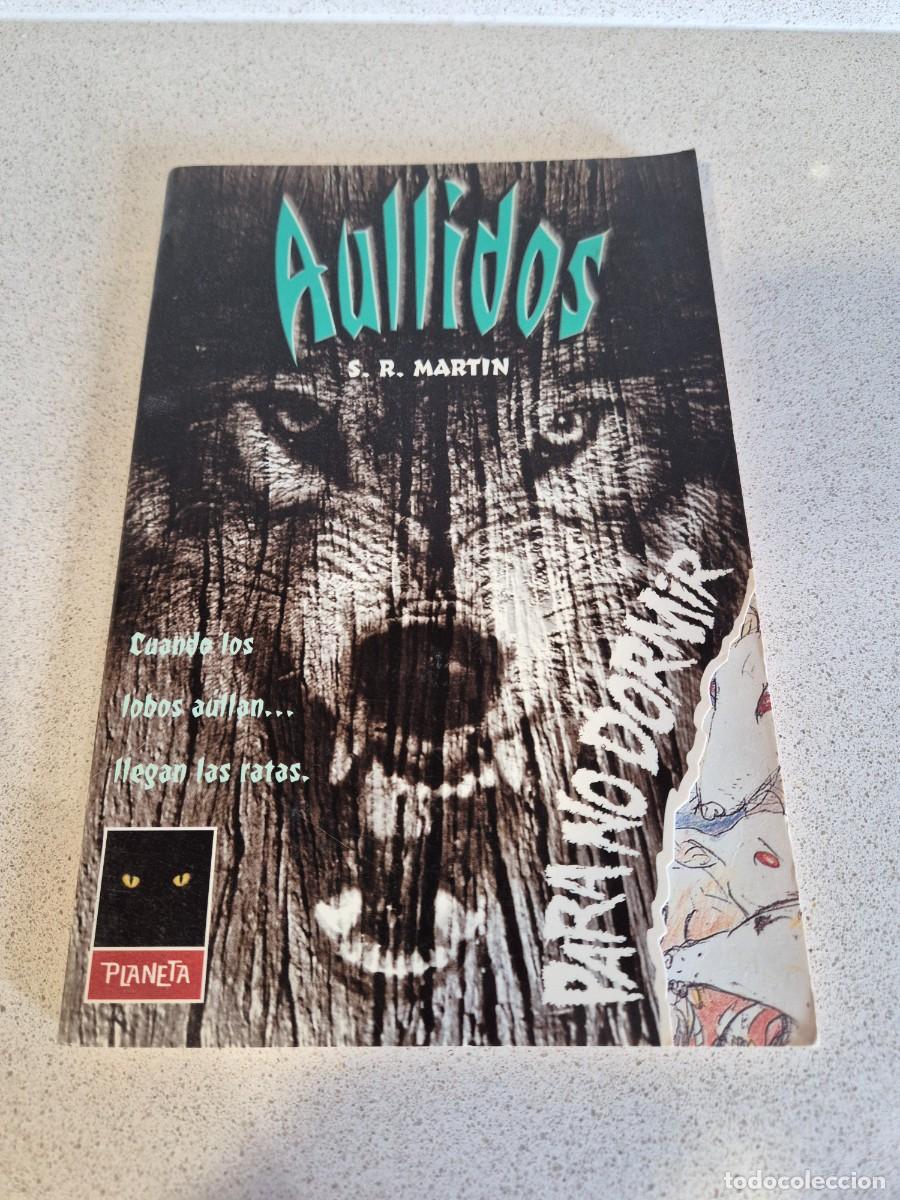 Aullidos
S. R. MARTIN
Cuando los
lobos aullan...
llegan las ratas.
PARA NO DORMIR
PLANETA
todocoleccion